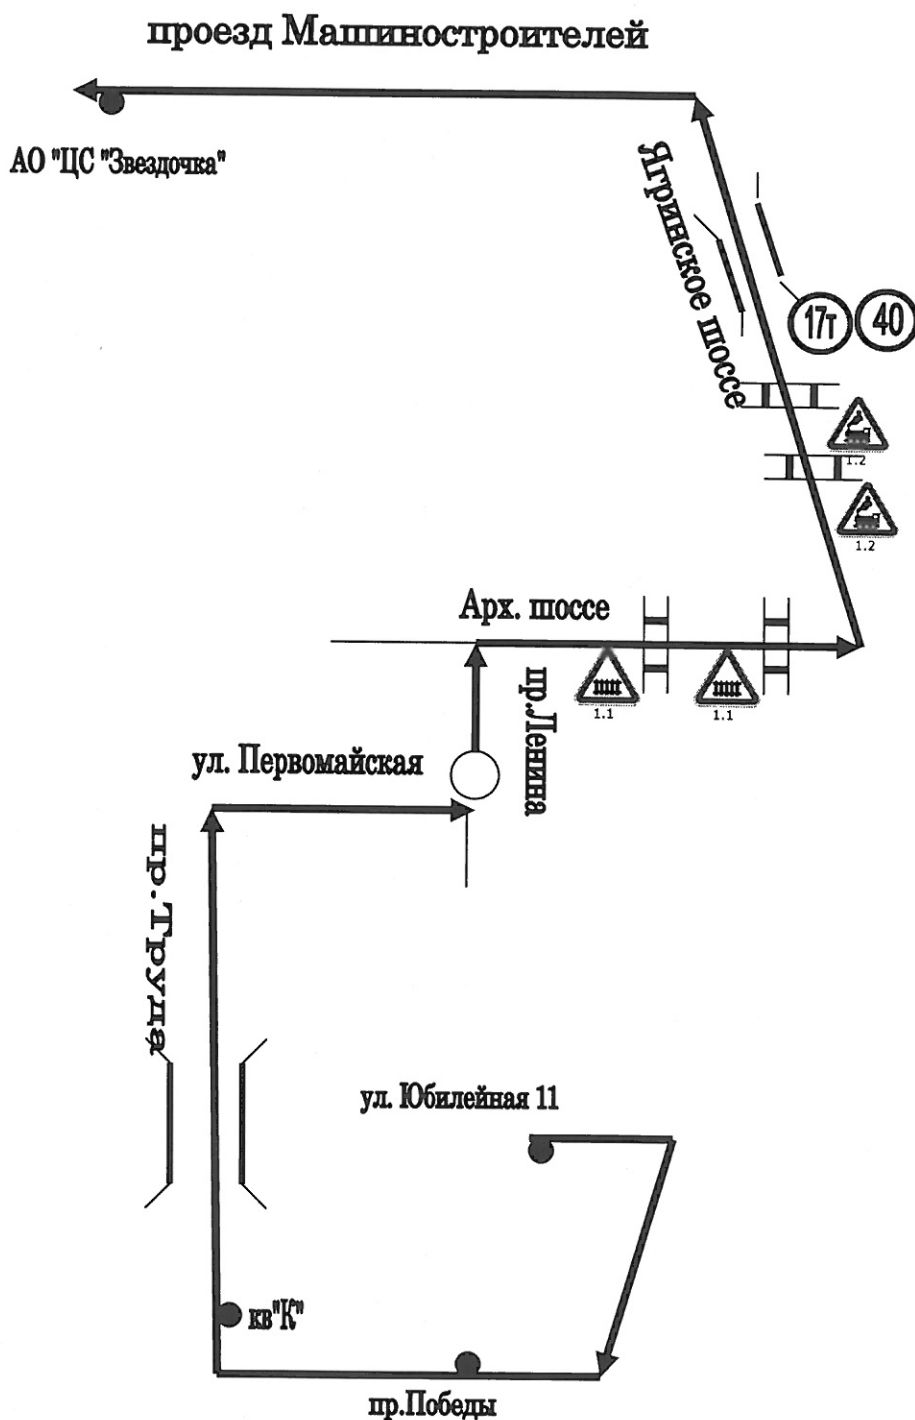 проезд Машиностроителей
АО "ЦС "Звездочка"
Ягринское шоссе
17т
40
1.2
1.2
Арх. шоссе
1.1
1.1
пр.Ленина
ул. Первомайская
пр.Труда
ул. Юбилейная 11
кв"К"
пр.Победы